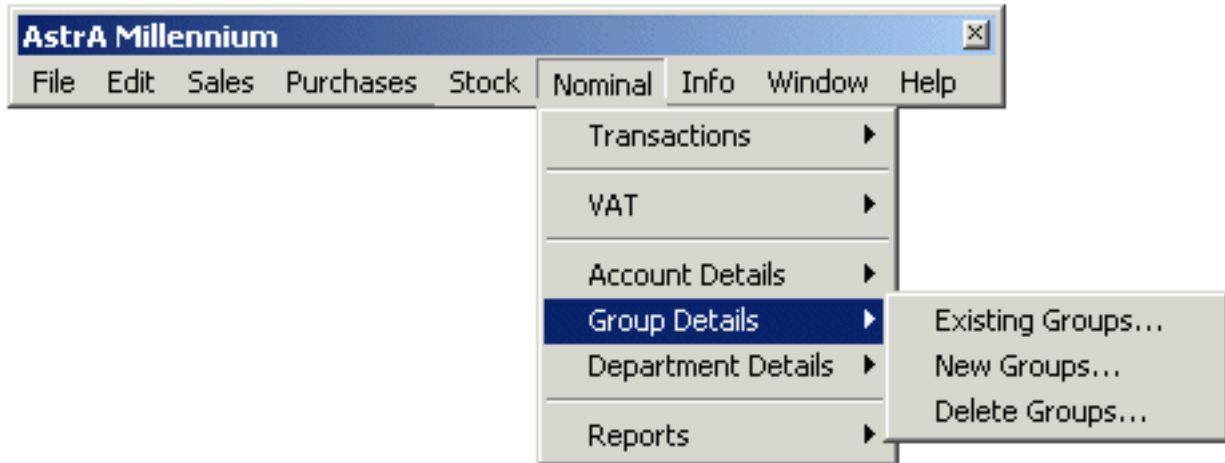 AstrA Millennium
File Edit Sales Purchases Stock Nominal Info Window Help
Transactions
VAT
Account Details
Group Details
Existing Groups...
New Groups...
Delete Groups...
Department Details
Reports